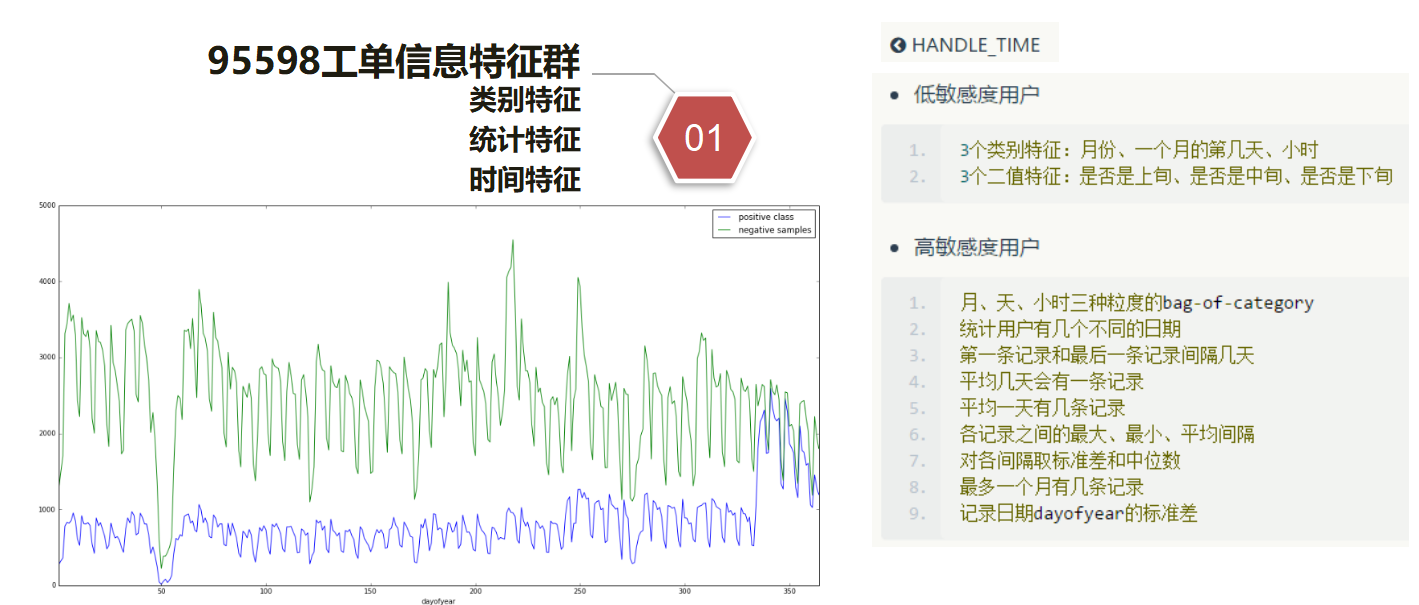 95598工单信息特征群
类别特征
统计特征
时间特征
01
5000
4000
3000
2000
1000
0
50
100
150
200
250
300
350
dayofyear
positive class
negative samples
HANDLE_TIME
低敏感度用户
1. 3个类别特征：月份、一个月的第几天、小时
2. 3个二值特征：是否是上旬、是否是中旬、是否是下旬
高敏感度用户
1. 月、天、小时三种粒度的bag-of-category
2. 统计用户有几个不同的日期
3. 第一条记录和最后一条记录间隔几天
4. 平均几天会有一条记录
5. 平均一天有几条记录
6. 各记录之间的最大、最小、平均间隔
7. 对各间隔取标准差和中位数
8. 最多一个月有几条记录
9. 记录日期dayofyear的标准差